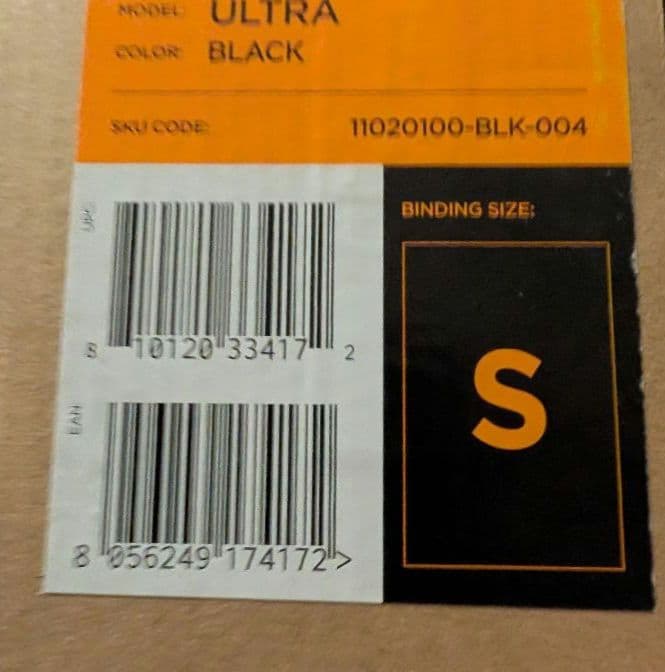 MODEL: ULTRA
COLOR: BLACK
SKU CODE: 11020100-BLK-004
UPC
8 10120 33417 2
EAN
8 056249 174172 >
BINDING SIZE:
S